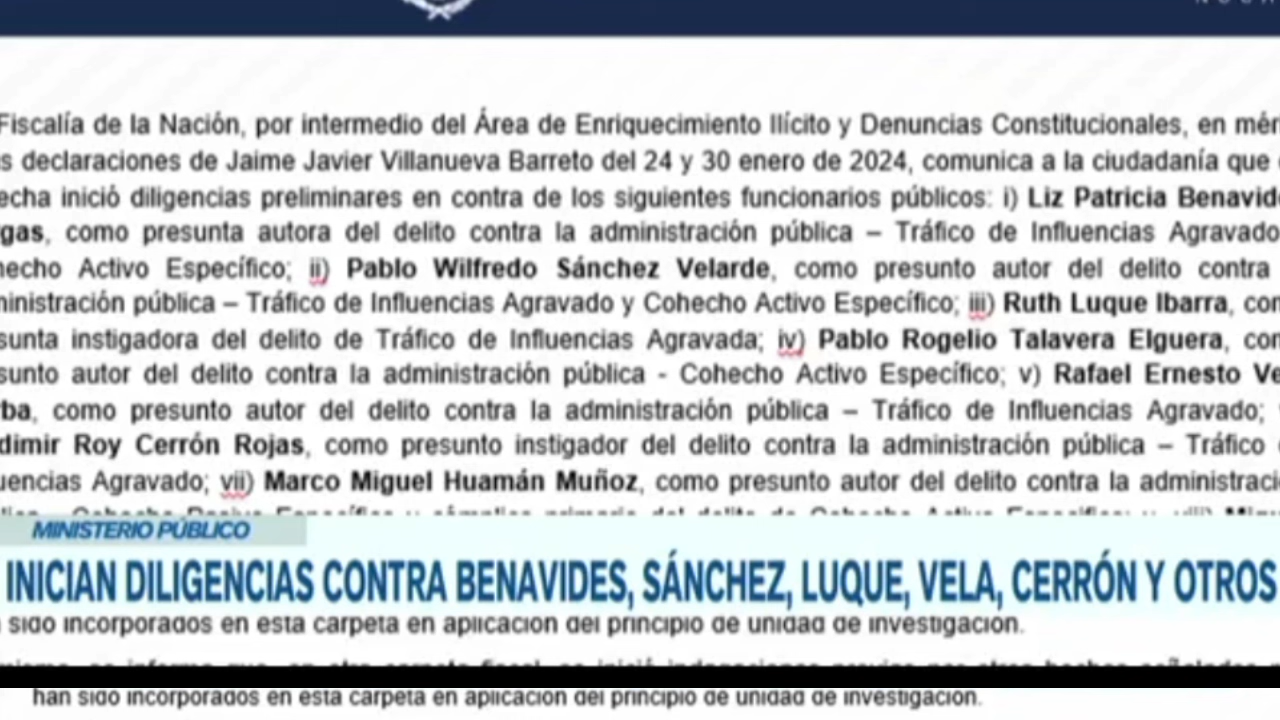 Fiscalía de la Nación, por intermedio del Área de Enriquecimiento Ilícito y Denuncias Constitucionales, en mér
s declaraciones de Jaime Javier Villanueva Barreto del 24 y 30 enero de 2024, comunica a la ciudadanía que
echa inició diligencias preliminares en contra de los siguientes funcionarios públicos: i) Liz Patricia Benavid
gas, como presunta autora del delito contra la administración pública – Tráfico de Influencias Agravado
hecho Activo Específico; ii) Pablo Wilfredo Sánchez Velarde, como presunto autor del delito contra
ministración pública – Tráfico de Influencias Agravado y Cohecho Activo Específico; iii) Ruth Luque Ibarra, com
sunta instigadora del delito de Tráfico de Influencias Agravada; iv) Pablo Rogelio Talavera Elguera, com
sunto autor del delito contra la administración pública - Cohecho Activo Específico; v) Rafael Ernesto Ve
rba, como presunto autor del delito contra la administración pública – Tráfico de Influencias Agravado;
dimir Roy Cerrón Rojas, como presunto instigador del delito contra la administración pública – Tráfico
uencias Agravado; vii) Marco Miguel Huamán Muñoz, como presunto autor del delito contra la administraci
MINISTERIO PÚBLICO
INICIAN DILIGENCIAS CONTRA BENAVIDES, SÁNCHEZ, LUQUE, VELA, CERRÓN Y OTROS
sido incorporados en esta carpeta en aplicación del principio de unidad de investigación.
han sido incorporados en esta carpeta en aplicación del principio de unidad de investigación.